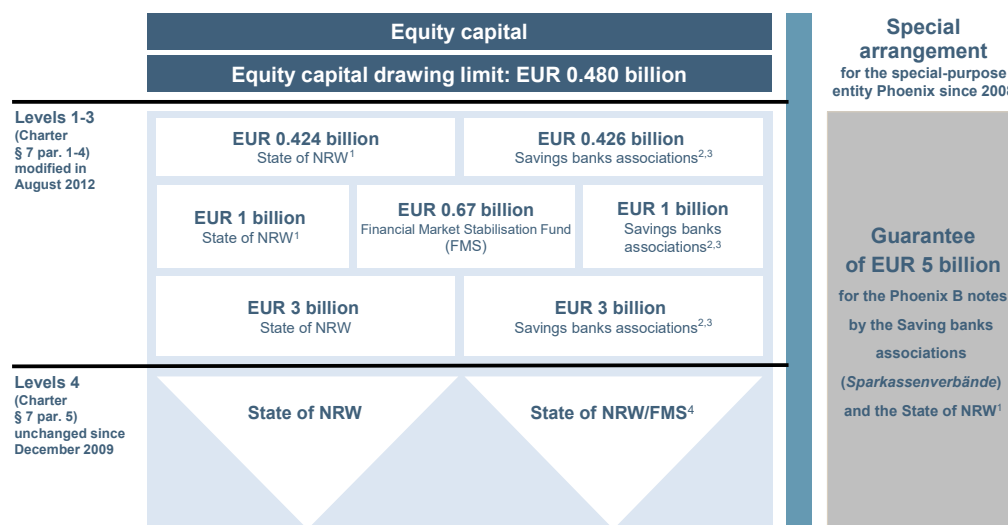 Equity capital
Equity capital drawing limit: EUR 0.480 billion
Special
arrangement
for the special-purpose
entity Phoenix since 2008
Levels 1-3
(Charter
§ 7 par. 1-4)
modified in
August 2012
EUR 0.424 billion
State of NRW1
EUR 0.426 billion
Savings banks associations2,3
EUR 1 billion
State of NRW1
EUR 0.67 billion
Financial Market Stabilisation Fund
(FMS)
EUR 1 billion
Savings banks
associations2,3
EUR 3 billion
State of NRW
EUR 3 billion
Savings banks associations2,3
Guarantee
of EUR 5 billion
for the Phoenix B notes
by the Saving banks
associations
(Sparkassenverbände)
and the State of NRW1
Levels 4
(Charter
§ 7 par. 5)
unchanged since
December 2009
State of NRW
State of NRW/FMS4